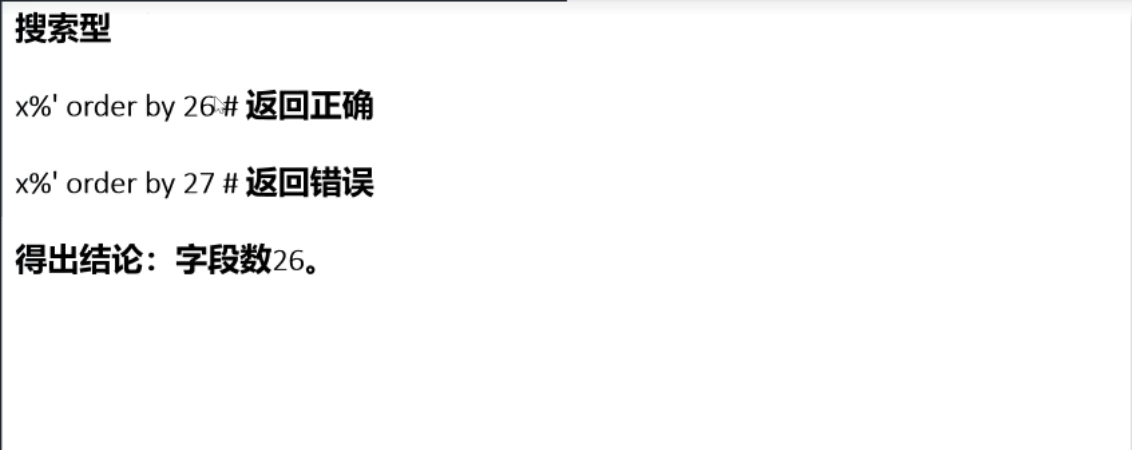 搜索型
x%' order by 26 # 返回正确
x%' order by 27 # 返回错误
得出结论：字段数26。